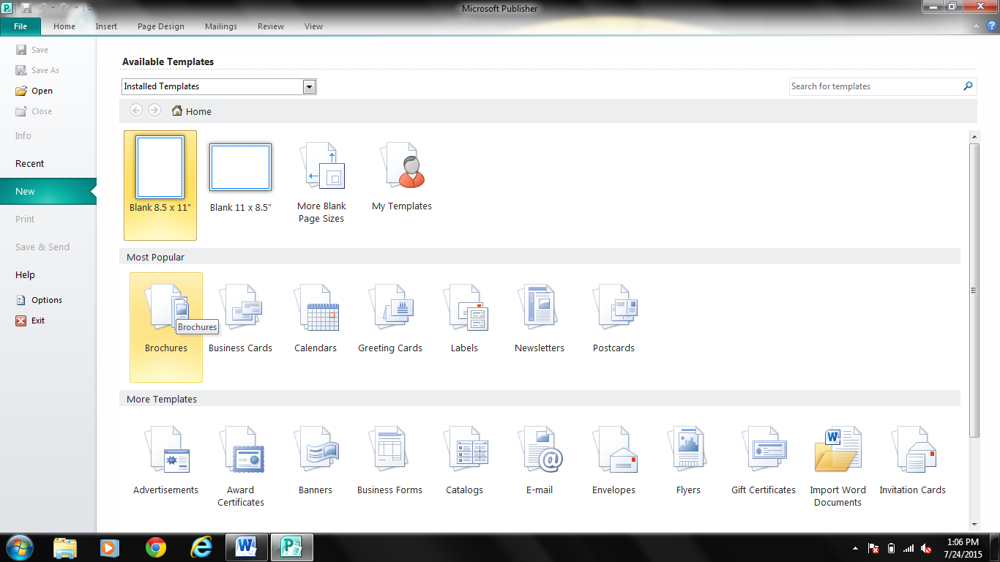 Microsoft Publisher
File Home Insert Page Design Mailings Review View
Save
Save As
Open
Close
Info
Recent
New
Print
Save & Send
Help
Options
Exit
Available Templates
Installed Templates
Search for templates
Home
Blank 8.5 x 11"
Blank 11 x 8.5"
More Blank
Page Sizes
My Templates
Most Popular
Brochures
Brochures
Business Cards
Calendars
Greeting Cards
Labels
Newsletters
Postcards
More Templates
Advertisements
Award
Certificates
Banners
Business Forms
Catalogs
E-mail
Envelopes
Flyers
Gift Certificates
Import Word
Documents
Invitation Cards
1:06 PM
7/24/2015